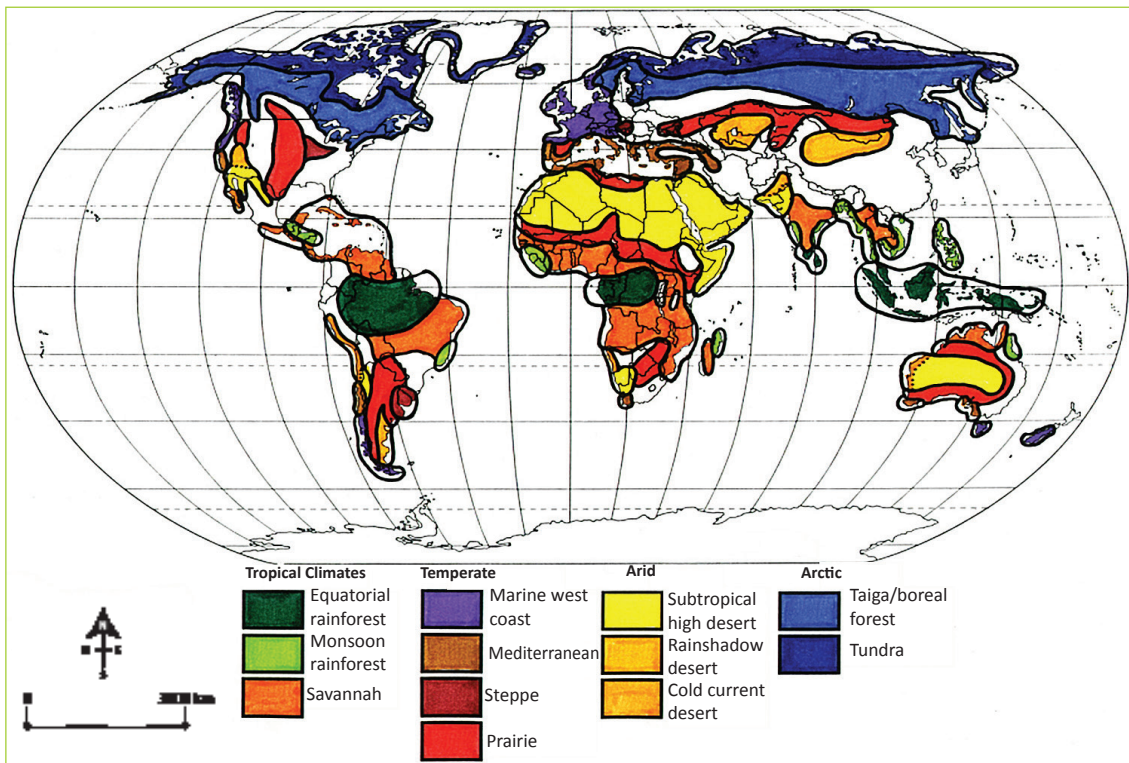 Tropical Climates
Equatorial
rainforest
Monsoon
rainforest
Savannah
Temperate
Marine west
coast
Mediterranean
Steppe
Prairie
Arid
Subtropical
high desert
Rainshadow
desert
Cold current
desert
Arctic
Taiga/boreal
forest
Tundra